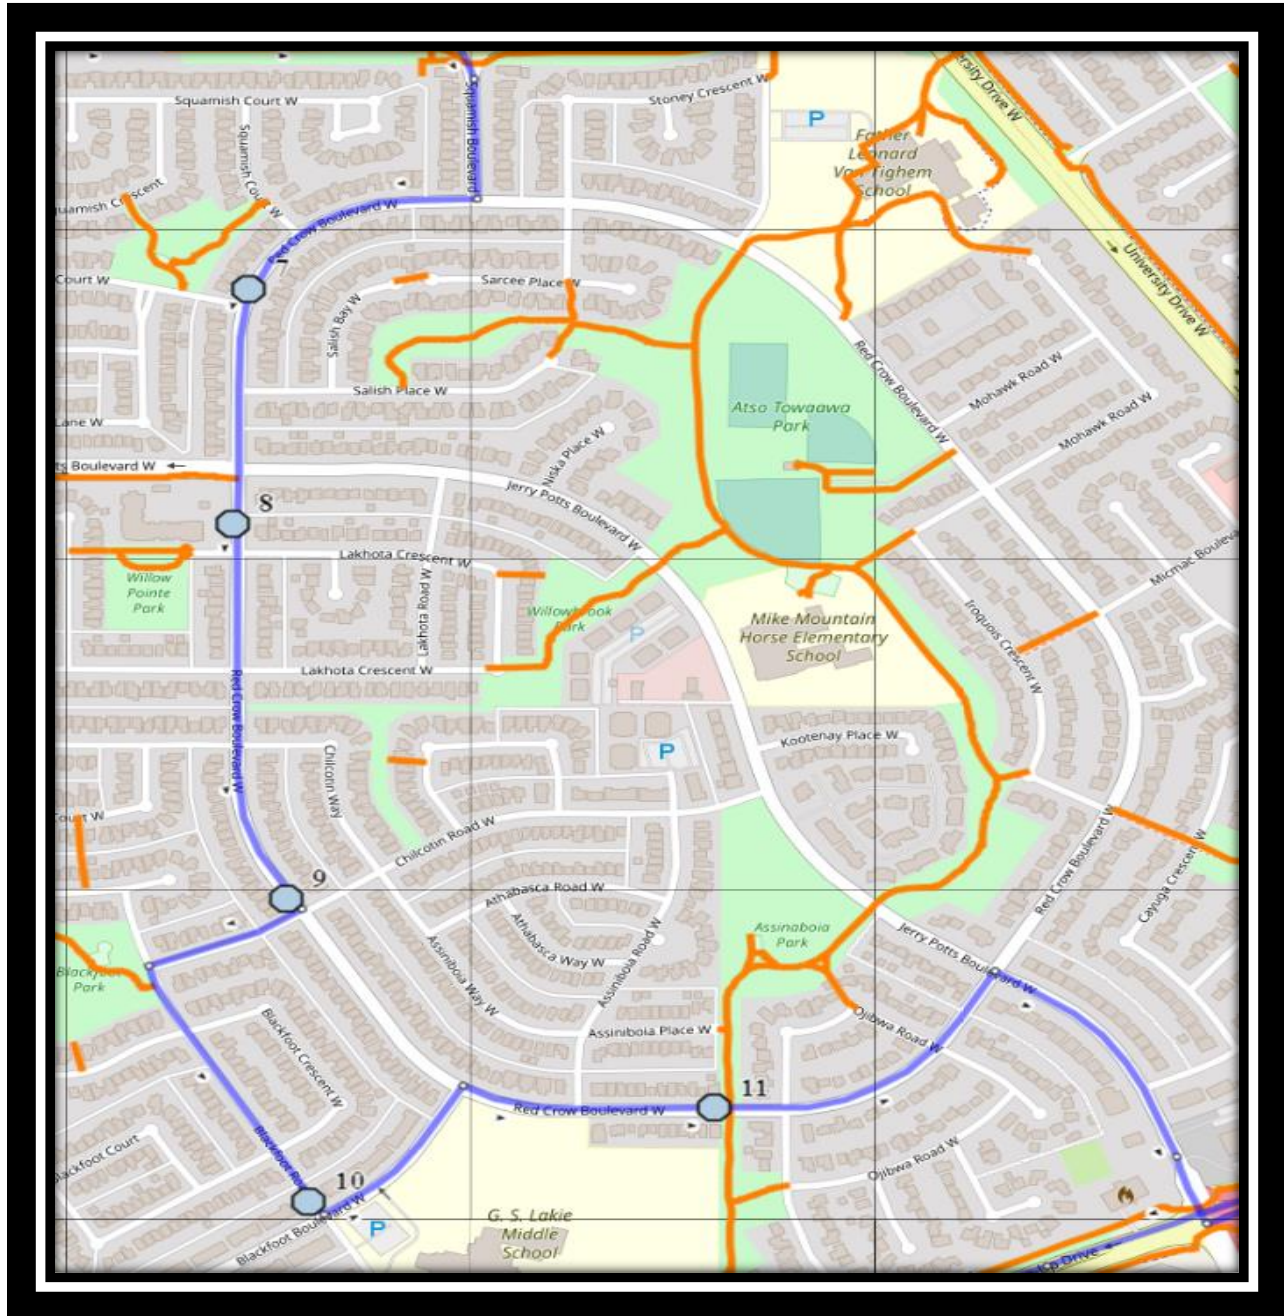 Squamish Court W
Stoney Crescent W
Squamish Boulevard
P
University Drive W
Squamish Court W
Father
Leonard
Van Tighem
School
Squamish Crescent
Red Crow Boulevard W
7
Court W
Sarcee Place W
University Drive W
Salish Bay W
Salish Place W
Red Crow Boulevard W
Mohawk Road W
Atso Towaawa
Park
Mohawk Road W
Lane W
Niska Place W
ts Boulevard W
8
Jerry Potts Boulevard W
Lakhota Crescent W
Micmac Boulevar
Willow
Pointe
Park
Lakhota Road W
Willowbrook
Park
P
Mike Mountain
Horse Elementary
School
Iroquois Crescent W
Lakhota Crescent W
Red Crow Boulevard W
Kootenay Place W
P
Chilcotin Way
Court W
Chilcotin Road W
Red Crow Boulevard W
Cayuga Crescent W
9
Athabasca Road W
Athabasca Way W
Assiniboia Road W
Assinaboia
Park
Jerry Potts Boulevard W
Assiniboia Way W
Blackfoot
Park
Assiniboia Place W
Ojibwa Road W
Blackfoot Crescent W
11
Red Crow Boulevard W
Blackfoot Court
Blackfoot Ro
Ojibwa Road W
10
Blackfoot Boulevard W
P
G. S. Lakie
Middle
School
Drive